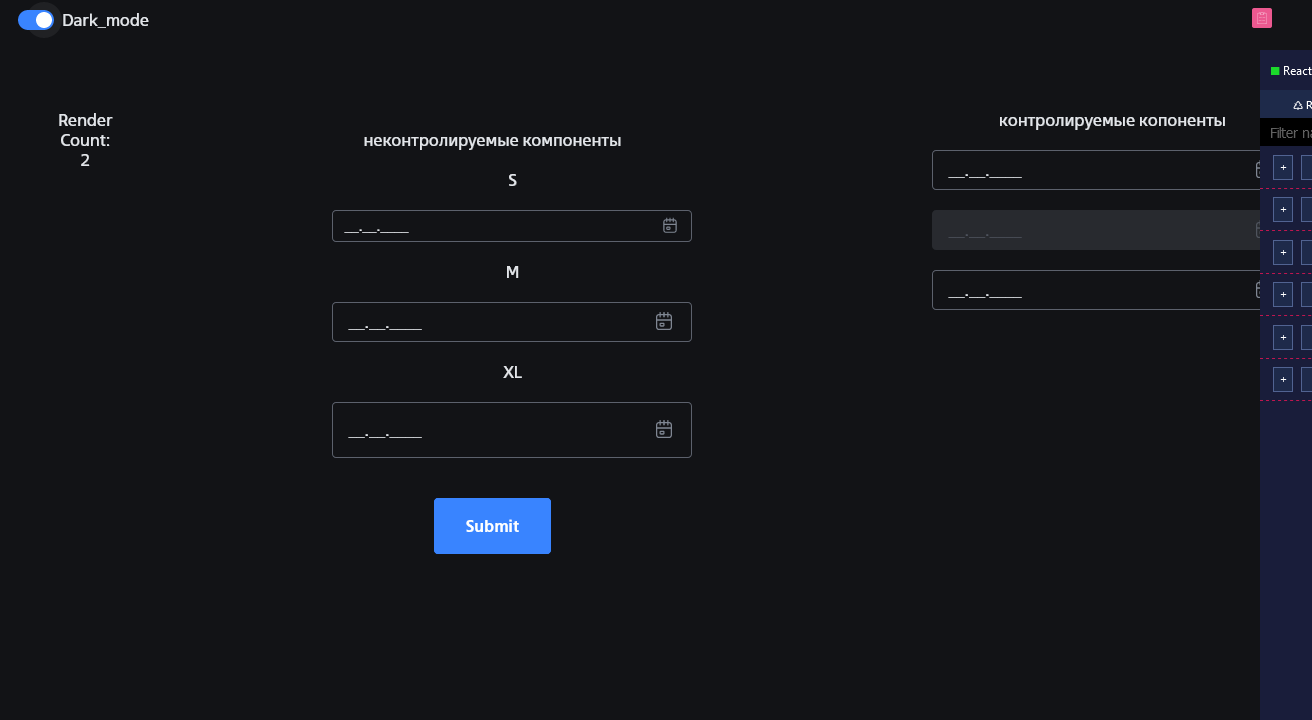 Dark_mode
Render
Count:
2
неконтролируемые компоненты
S
__.__.____
M
__.__.____
XL
__.__.____
Submit
контролируемые копоненты
__.__.____
__.__.____
__.__.____
React
R
Filter na
+
+
+
+
+
+